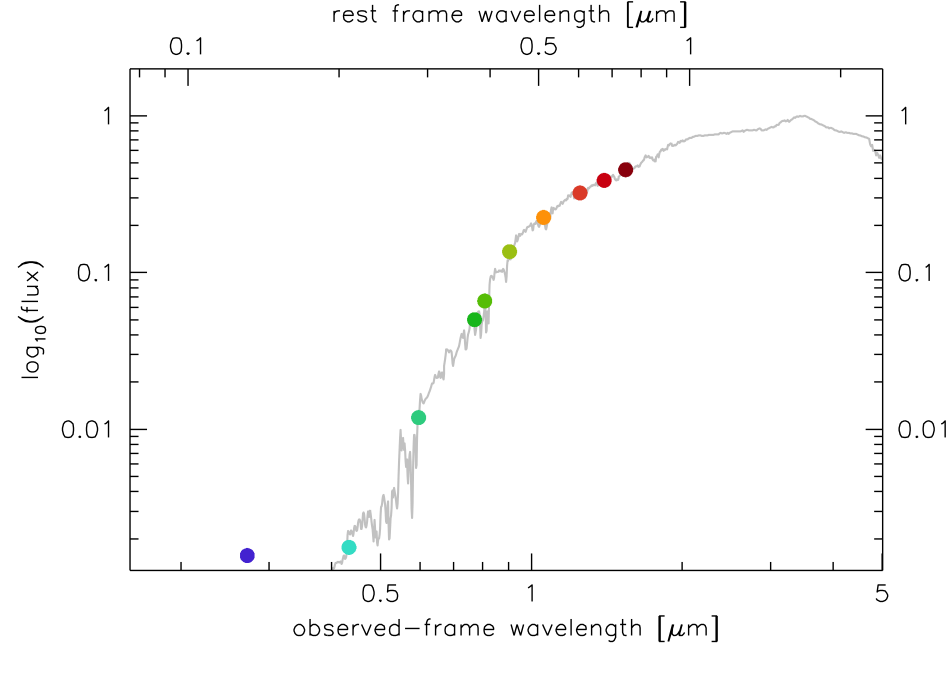 rest frame wavelength [μm]
0.1 0.5 1
1 1
0.1 0.1
0.01 0.01
log10(flux)
0.5 1 5
observed-frame wavelength [μm]